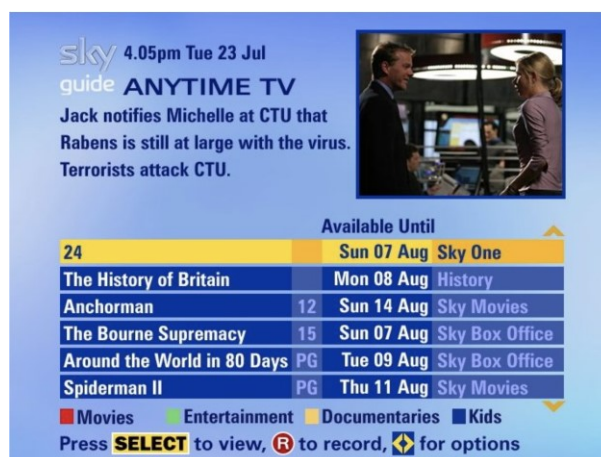 sky 4.05pm Tue 23 Jul
guide ANYTIME TV
Jack notifies Michelle at CTU that
Rabens is still at large with the virus.
Terrorists attack CTU.
Available Until
24 Sun 07 Aug Sky One
The History of Britain Mon 08 Aug History
Anchorman 12 Sun 14 Aug Sky Movies
The Bourne Supremacy 15 Sun 07 Aug Sky Box Office
Around the World in 80 Days PG Tue 09 Aug Sky Box Office
Spiderman II PG Thu 11 Aug Sky Movies
Movies Entertainment Documentaries Kids
Press SELECT to view, R to record, for options